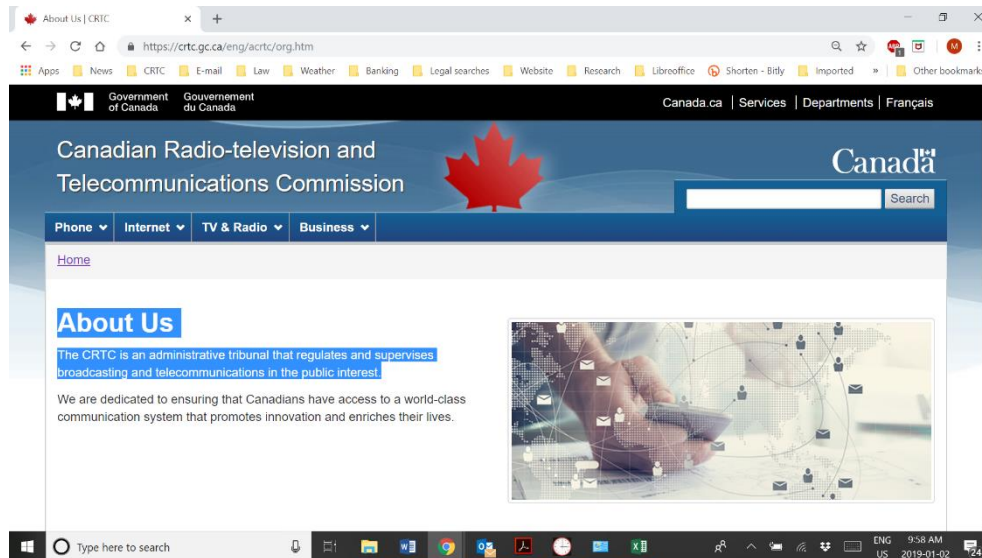 About Us | CRTC
https://crtc.gc.ca/eng/acrtc/org.htm
Apps News CRTC E-mail Law Weather Banking Legal searches Website Research Libreoffice Shorten - Bitly Imported » Other bookmarks
Government of Canada
Gouvernement du Canada
Canada.ca | Services | Departments | Français
Canadian Radio-television and
Telecommunications Commission
Canada
Search
Phone Internet TV & Radio Business
Home
About Us
The CRTC is an administrative tribunal that regulates and supervises
broadcasting and telecommunications in the public interest.
We are dedicated to ensuring that Canadians have access to a world-class
communication system that promotes innovation and enriches their lives.
Type here to search
ENG 9:58 AM
US 2019-01-02 24